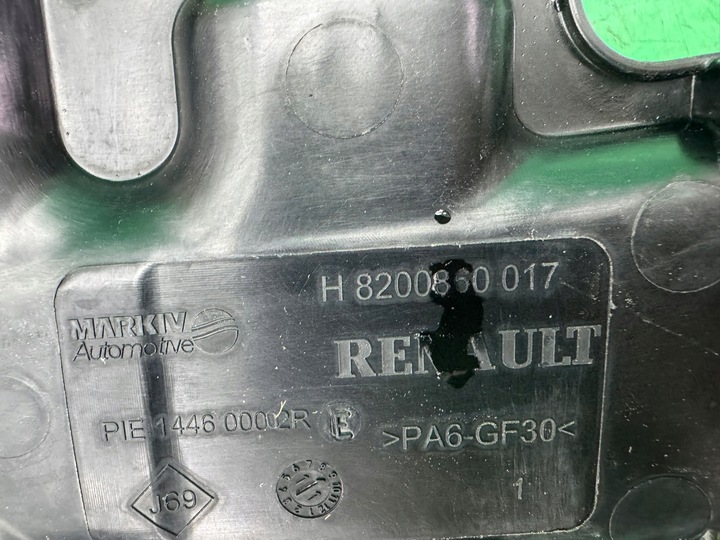 H 8200860 017
MARKIV
Automotive
RENAULT
PIE 1446 00002R E
>PA6-GF30<
J69
1